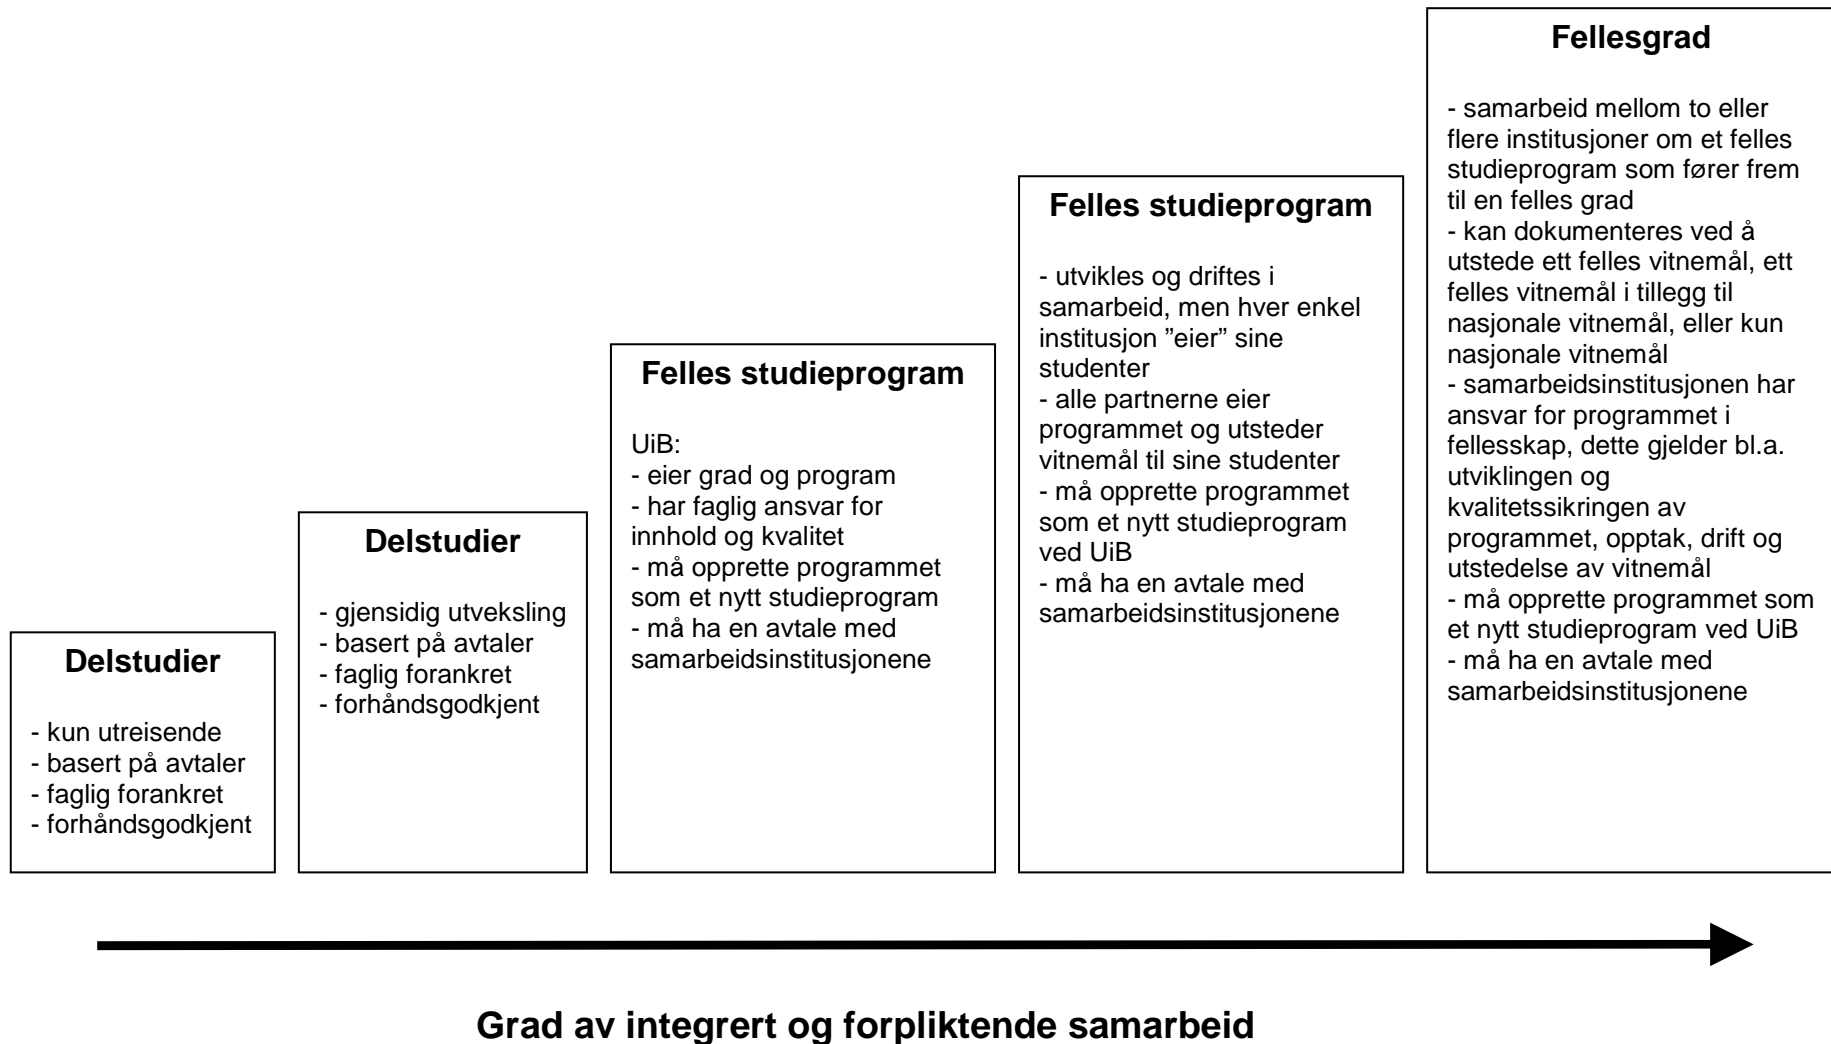 Delstudier
- kun utreisende
- basert på avtaler
- faglig forankret
- forhåndsgodkjent
Delstudier
- gjensidig utveksling
- basert på avtaler
- faglig forankret
- forhåndsgodkjent
Felles studieprogram
UiB:
- eier grad og program
- har faglig ansvar for
innhold og kvalitet
- må opprette programmet
som et nytt studieprogram
- må ha en avtale med
samarbeidsinstitusjonene
Felles studieprogram
- utvikles og driftes i
samarbeid, men hver enkel
institusjon ”eier” sine
studenter
- alle partnerne eier
programmet og utsteder
vitnemål til sine studenter
- må opprette programmet
som et nytt studieprogram
ved UiB
- må ha en avtale med
samarbeidsinstitusjonene
Fellesgrad
- samarbeid mellom to eller
flere institusjoner om et felles
studieprogram som fører frem
til en felles grad
- kan dokumenteres ved å
utstede ett felles vitnemål, ett
felles vitnemål i tillegg til
nasjonale vitnemål, eller kun
nasjonale vitnemål
- samarbeidsinstitusjonen har
ansvar for programmet i
fellesskap, dette gjelder bl.a.
utviklingen og
kvalitetssikringen av
programmet, opptak, drift og
utstedelse av vitnemål
- må opprette programmet som
et nytt studieprogram ved UiB
- må ha en avtale med
samarbeidsinstitusjonene
Grad av integrert og forpliktende samarbeid